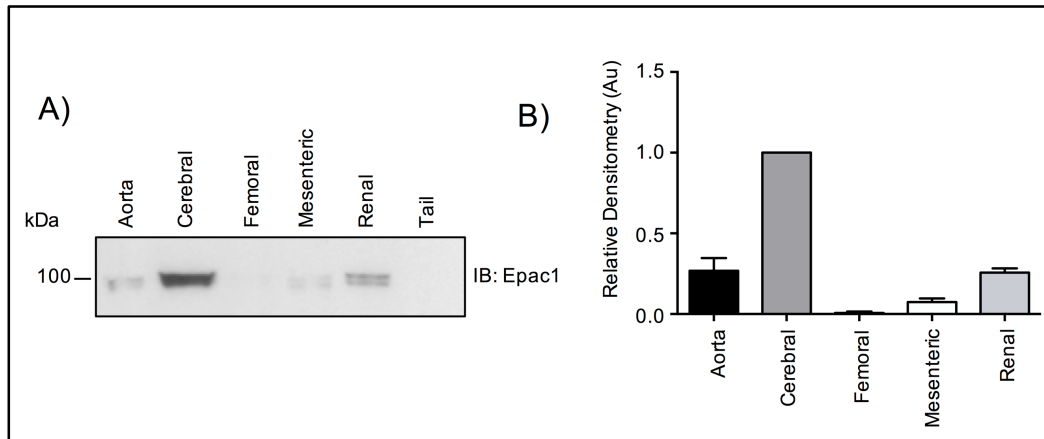 A)
kDa
Aorta
Cerebral
Femoral
Mesenteric
Renal
Tail
100
IB: Epac1
B)
Relative Densitometry (Au)
1.5
1.0
0.5
0.0
Aorta
Cerebral
Femoral
Mesenteric
Renal